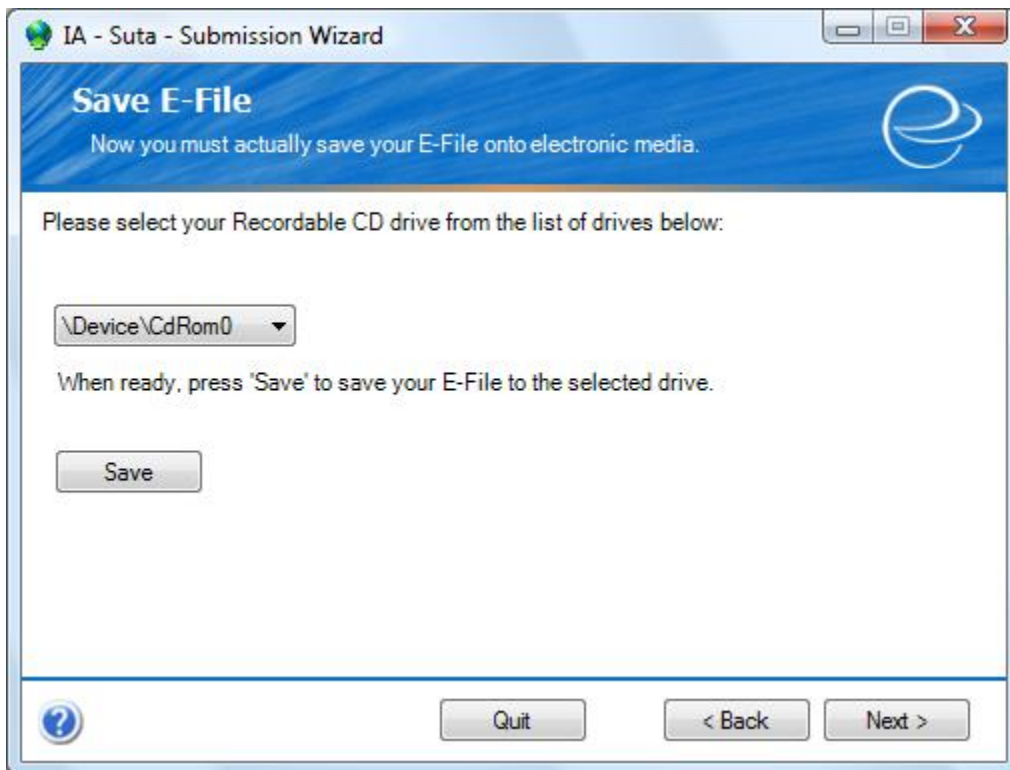 IA - Suta - Submission Wizard
Save E-File
Now you must actually save your E-File onto electronic media.
Please select your Recordable CD drive from the list of drives below:
\Device\CdRom0
When ready, press 'Save' to save your E-File to the selected drive.
Save
Quit
< Back
Next >